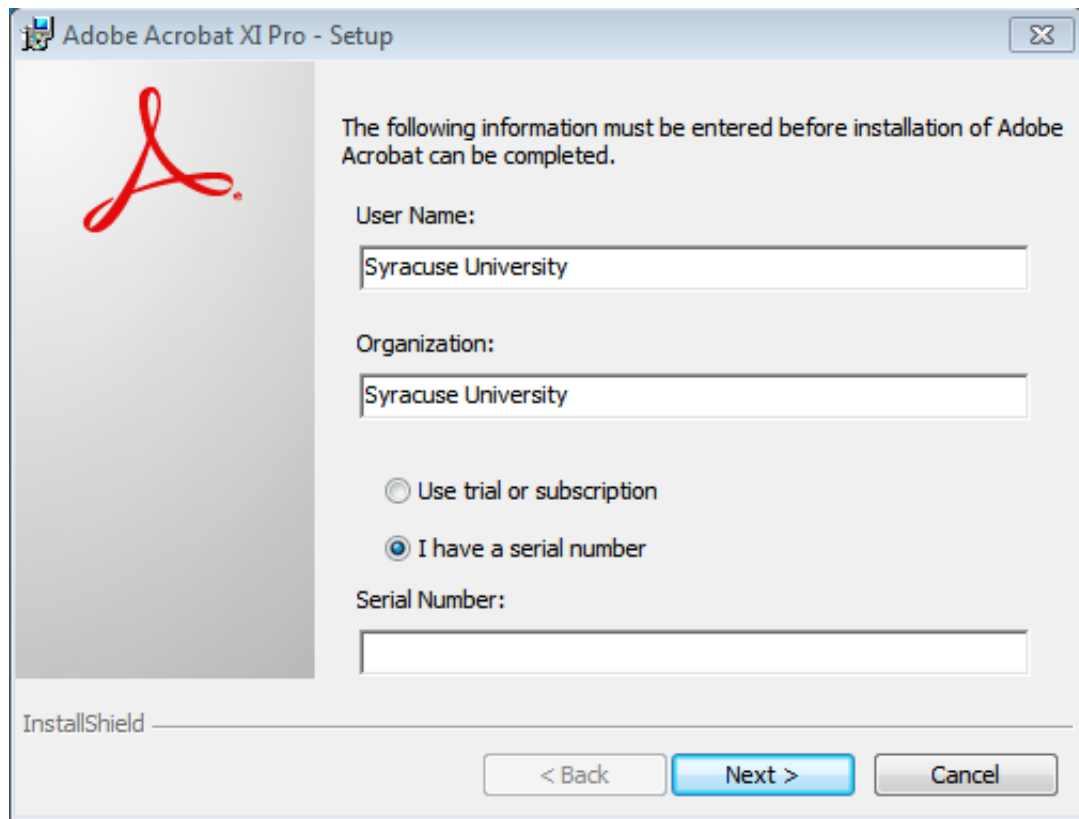 Adobe Acrobat XI Pro - Setup
The following information must be entered before installation of Adobe
Acrobat can be completed.
User Name:
Syracuse University
Organization:
Syracuse University
Use trial or subscription
I have a serial number
Serial Number:
InstallShield
< Back
Next >
Cancel